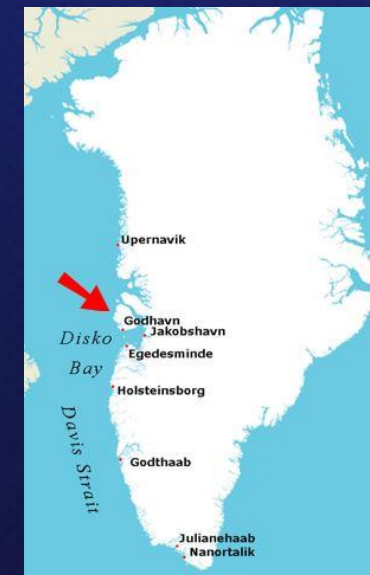 Upernavik
Godhavn
Jakobshavn
Disko
Bay
Egedesminde
Holsteinsborg
Davis Strait
Godthaab
Julianehaab
Nanortalik